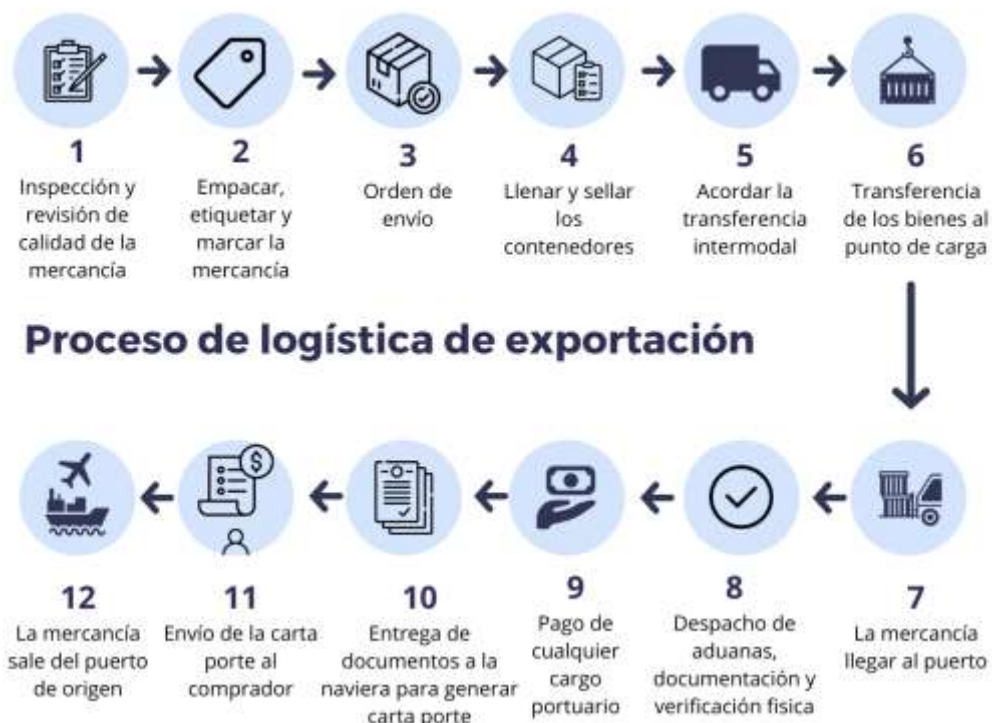 1
Inspección y
revisión de
calidad de la
mercancía
2
Empacar,
etiquetar y
marcar la
mercancía
3
Orden de
envío
4
Llenar y sellar
los
contenedores
5
Acordar la
transferencia
intermodal
6
Transferencia
de los bienes al
punto de carga
Proceso de logística de exportación
7
La mercancía
llegar al puerto
8
Despacho de
aduanas,
documentación y
verificación fisica
9
Pago de
cualquier
cargo
portuario
10
Entrega de
documentos a la
naviera para generar
carta porte
11
$
Envío de la carta
porte al
comprador
12
La mercancía
sale del puerto
de origen